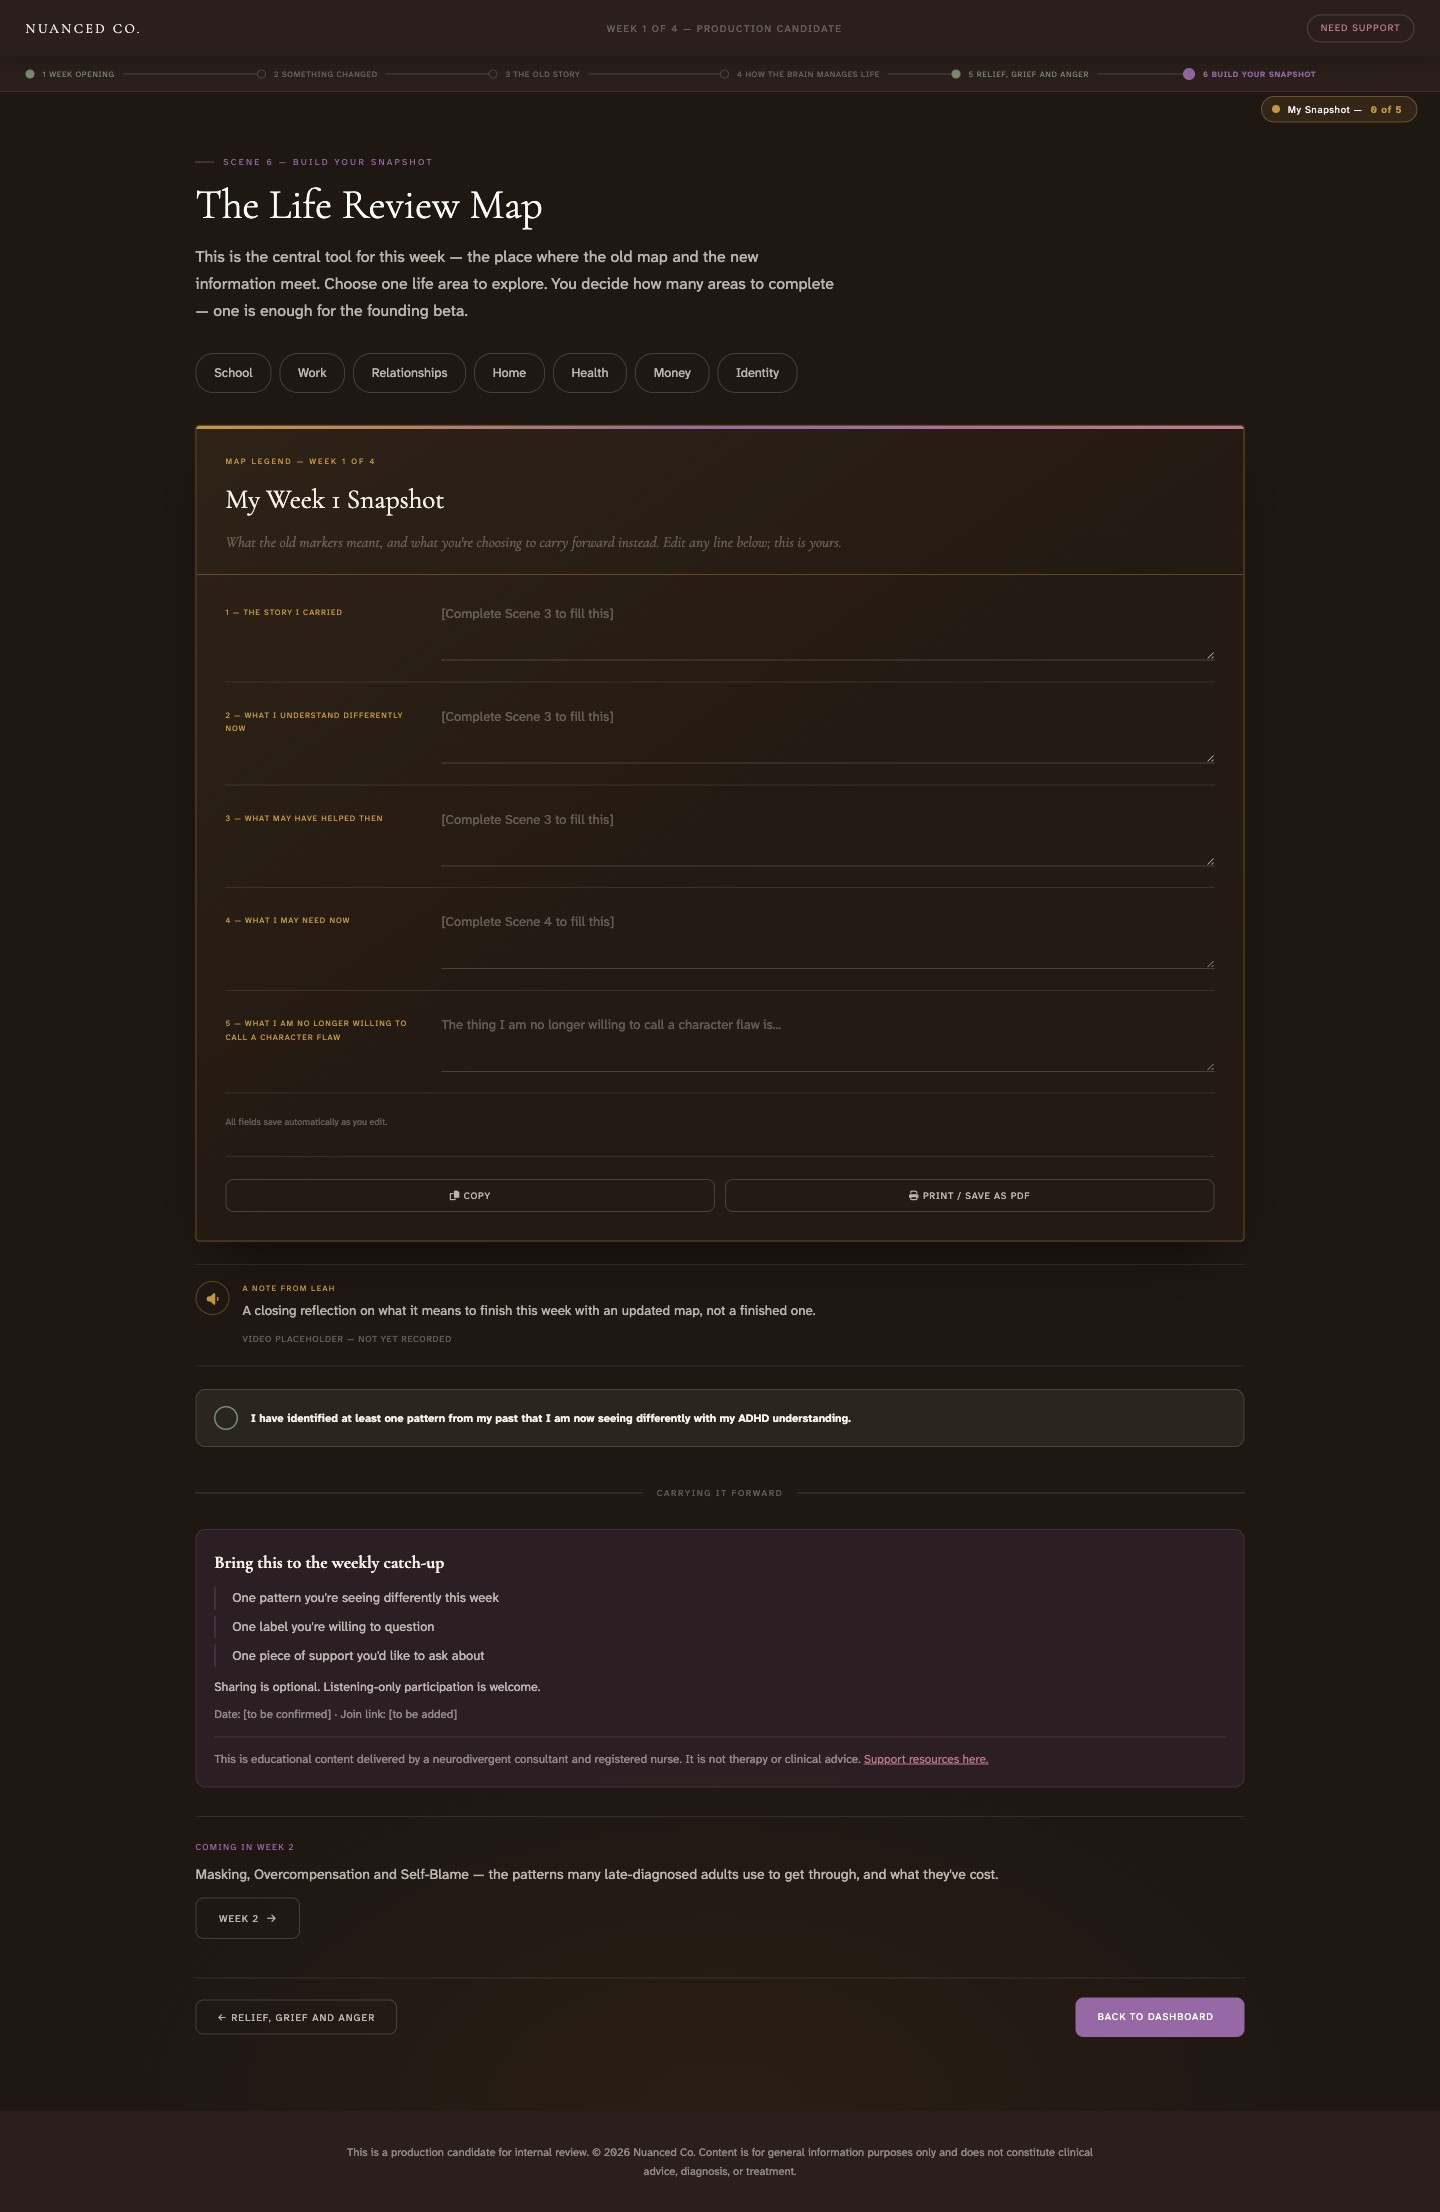 NUANCED CO.
WEEK 1 OF 4 — PRODUCTION CANDIDATE
NEED SUPPORT
1 WEEK OPENING
2 SOMETHING CHANGED
3 THE OLD STORY
4 HOW THE BRAIN MANAGES LIFE
5 RELIEF, GRIEF AND ANGER
6 BUILD YOUR SNAPSHOT
My Snapshot — 0 of 5
SCENE 6 — BUILD YOUR SNAPSHOT
The Life Review Map
This is the central tool for this week — the place where the old map and the new
information meet. Choose one life area to explore. You decide how many areas to complete
— one is enough for the founding beta.
School
Work
Relationships
Home
Health
Money
Identity
MAP LEGEND — WEEK 1 OF 4
My Week 1 Snapshot
What the old markers meant, and what you're choosing to carry forward instead. Edit any line below; this is yours.
1 — THE STORY I CARRIED
[Complete Scene 3 to fill this]
2 — WHAT I UNDERSTAND DIFFERENTLY
NOW
[Complete Scene 3 to fill this]
3 — WHAT MAY HAVE HELPED THEN
[Complete Scene 3 to fill this]
4 — WHAT I MAY NEED NOW
[Complete Scene 4 to fill this]
5 — WHAT I AM NO LONGER WILLING TO
CALL A CHARACTER FLAW
The thing I am no longer willing to call a character flaw is...
All fields save automatically as you edit.
COPY
PRINT / SAVE AS PDF
A NOTE FROM LEAH
A closing reflection on what it means to finish this week with an updated map, not a finished one.
VIDEO PLACEHOLDER — NOT YET RECORDED
I have identified at least one pattern from my past that I am now seeing differently with my ADHD understanding.
CARRYING IT FORWARD
Bring this to the weekly catch-up
One pattern you're seeing differently this week
One label you're willing to question
One piece of support you'd like to ask about
Sharing is optional. Listening-only participation is welcome.
Date: [to be confirmed] · Join link: [to be added]
This is educational content delivered by a neurodivergent consultant and registered nurse. It is not therapy or clinical advice. Support resources here.
COMING IN WEEK 2
Masking, Overcompensation and Self-Blame — the patterns many late-diagnosed adults use to get through, and what they've cost.
WEEK 2 →
← RELIEF, GRIEF AND ANGER
BACK TO DASHBOARD
This is a production candidate for internal review. © 2026 Nuanced Co. Content is for general information purposes only and does not constitute clinical
advice, diagnosis, or treatment.